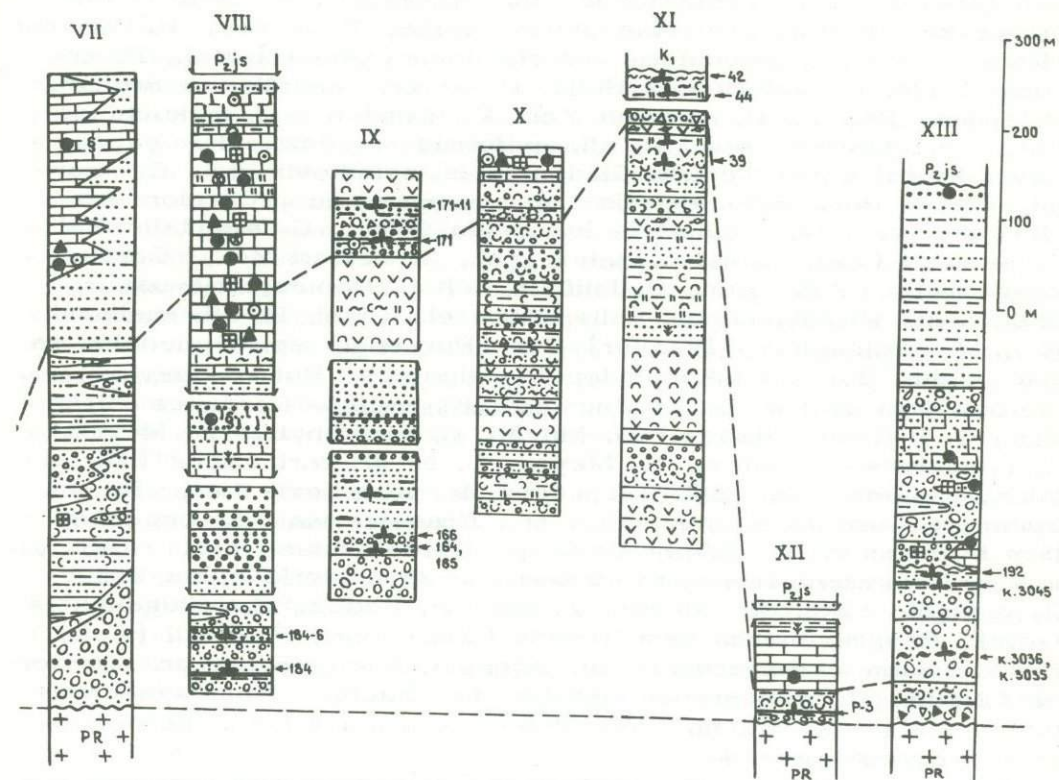 VII
VIII
P₂js
IX
X
XI
K₁
XII
P₂js
XIII
P₂js
300 М
200
100
0 М
42
44
39
171-11
171
166
164,
165
184-6
184
P-3
192
к.3045
к.3036,
к.3035
PR
PR
PR